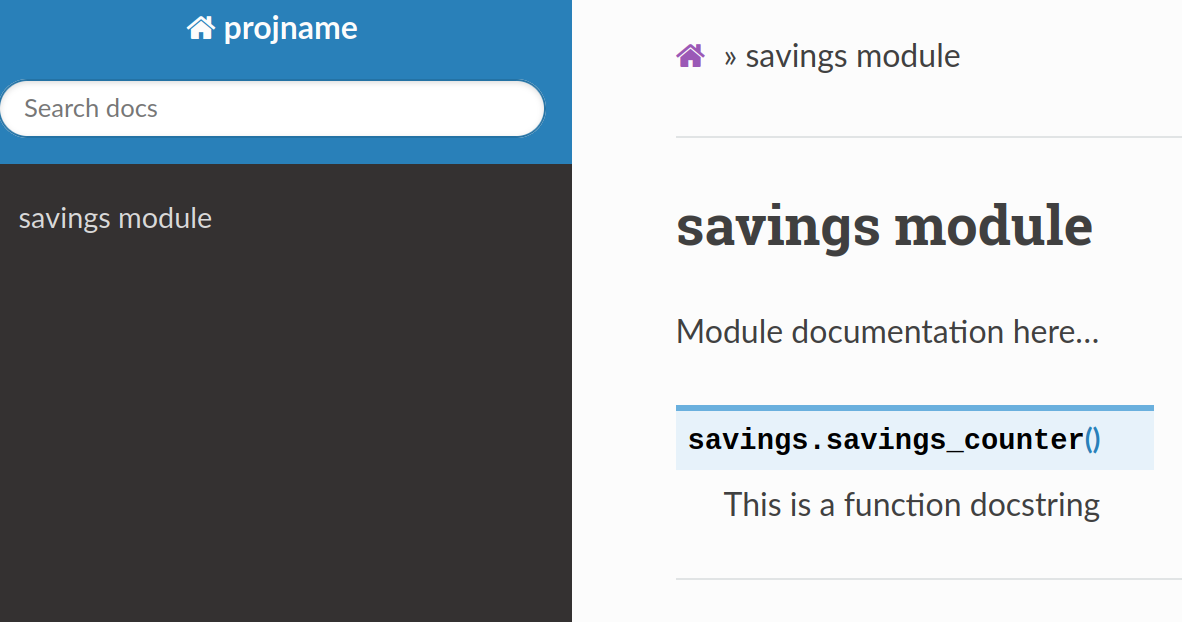 projname
Search docs
savings module
» savings module
savings module
Module documentation here...
savings.savings_counter()
This is a function docstring